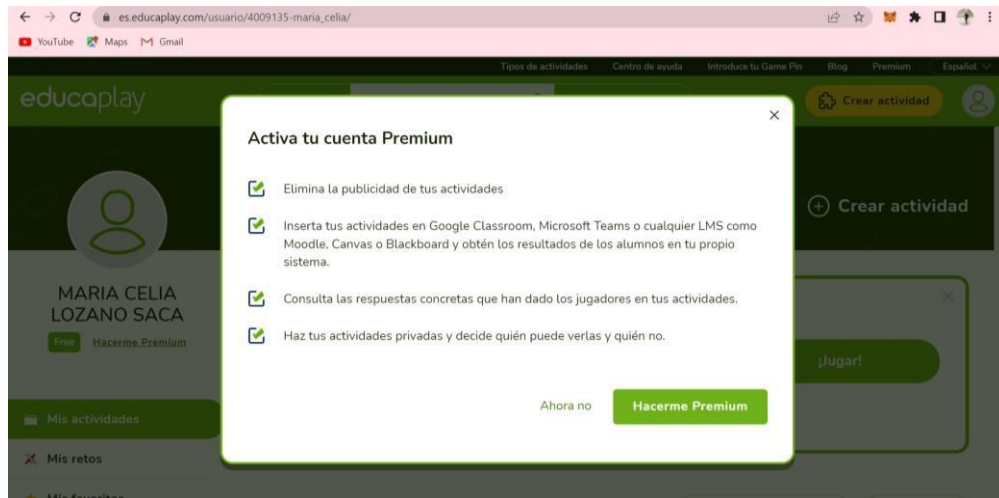 es.educaplay.com/usuario/4009135-maria_celia/
YouTube Maps Gmail
Tipos de actividades Centro de ayuda Introduce tu Game Pin Blog Premium Español
educaplay
Crear actividad
Activa tu cuenta Premium
Elimina la publicidad de tus actividades
Inserta tus actividades en Google Classroom, Microsoft Teams o cualquier LMS como
Moodle, Canvas o Blackboard y obtén los resultados de los alumnos en tu propio
sistema.
Crear actividad
MARIA CELIA
LOZANO SACA
Consulta las respuestas concretas que han dado los jugadores en tus actividades.
Free Hacerme Premium
Haz tus actividades privadas y decide quién puede verlas y quién no.
¡Jugar!
Ahora no Hacerme Premium
Mis actividades
Mis retos
Mis favoritos